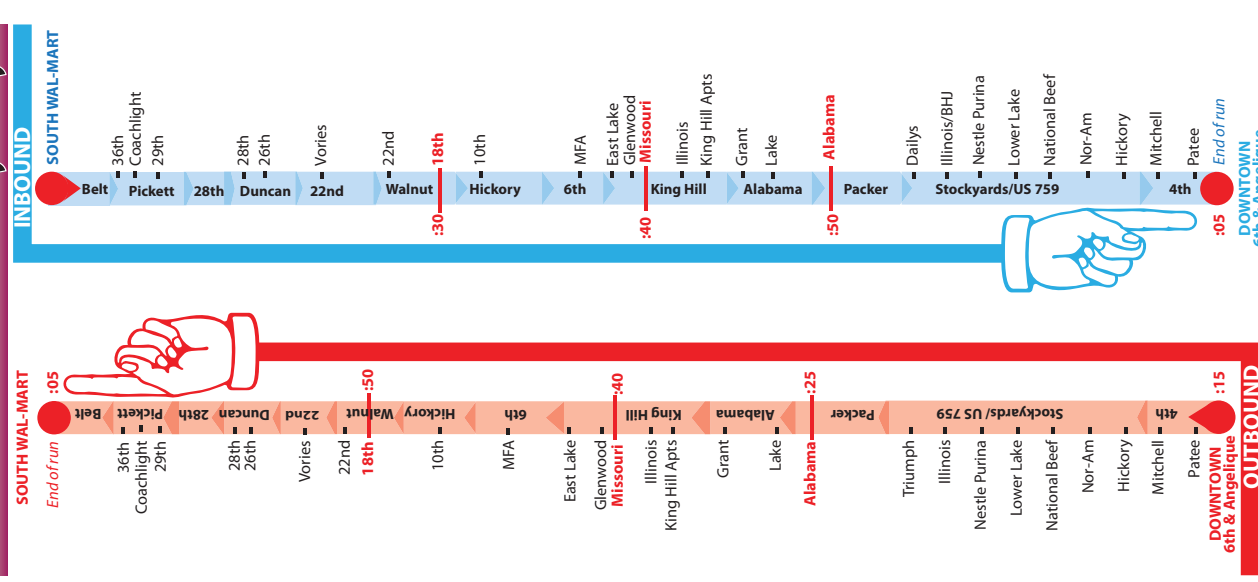 INBOUND
SOUTH WAL-MART
36th
Coachlight
29th
28th
26th
Vories
22nd
18th
10th
MFA
East Lake
Glenwood
Missouri
Illinois
King Hill Apts
Grant
Lake
Alabama
Dailys
Illinois/BHJ
Nestle Purina
Lower Lake
National Beef
Nor-Am
Hickory
Mitchell
Patee
End of run
Belt
Pickett
28th
Duncan
22nd
Walnut
Hickory
6th
King Hill
Alabama
Packer
Stockyards/US 759
4th
:30
:40
:50
:05
DOWNTOWN
6th & Angelique
SOUTH WAL-MART
:05
:50
:40
:25
:15
Belt
Pickett
28th
Duncan
22nd
Walnut
Hickory
6th
King Hill
Alabama
Packer
Stockyards/US 759
4th
End of run
36th
Coachlight
29th
28th
26th
Vories
22nd
18th
10th
MFA
East Lake
Glenwood
Missouri
Illinois
King Hill Apts
Grant
Lake
Alabama
Triumph
Illinois
Nestle Purina
Lower Lake
National Beef
Nor-Am
Hickory
Mitchell
Patee
DOWNTOWN
6th & Angelique
OUTBOUND